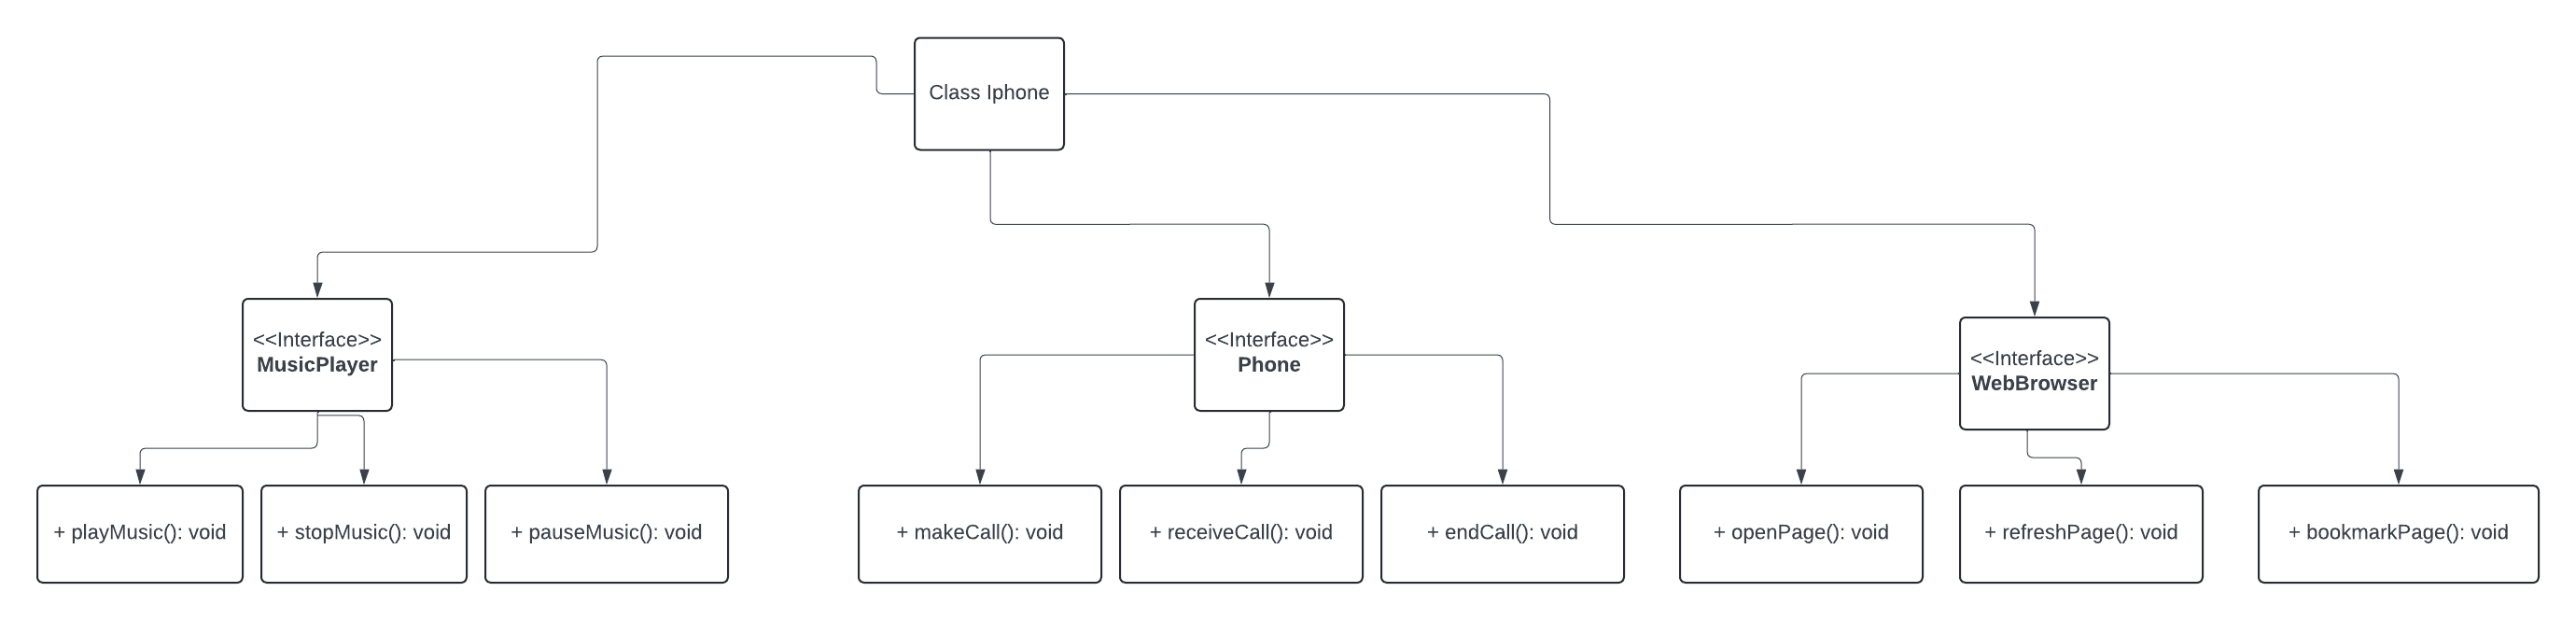 Class Iphone
<<Interface>>
MusicPlayer
<<Interface>>
Phone
<<Interface>>
WebBrowser
+ playMusic(): void
+ stopMusic(): void
+ pauseMusic(): void
+ makeCall(): void
+ receiveCall(): void
+ endCall(): void
+ openPage(): void
+ refreshPage(): void
+ bookmarkPage(): void